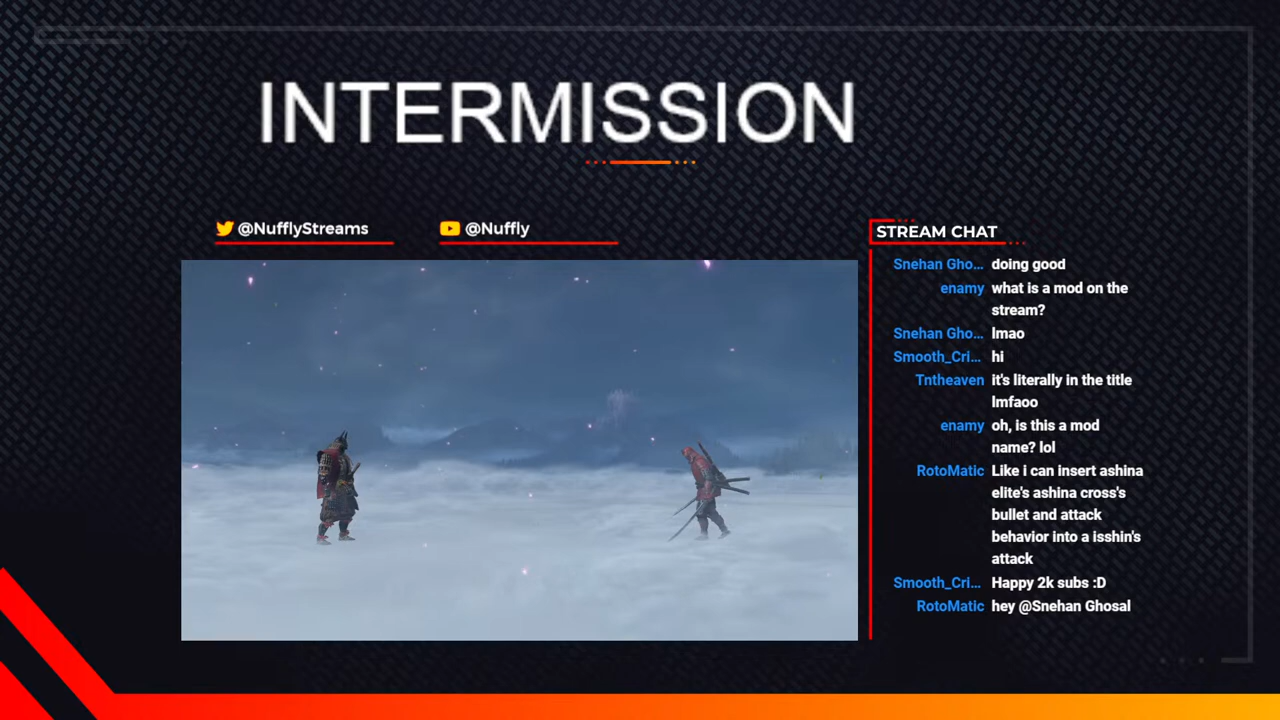 INTERMISSION
@NufflyStreams @Nuffly
STREAM CHAT
Snehan Gho... doing good
enamy what is a mod on the
stream?
Snehan Gho... lmao
Smooth_Cri... hi
Tntheaven it's literally in the title
lmfaoo
enamy oh, is this a mod
name? lol
RotoMatic Like i can insert ashina
elite's ashina cross's
bullet and attack
behavior into a isshin's
attack
Smooth_Cri... Happy 2k subs :D
RotoMatic hey @Snehan Ghosal